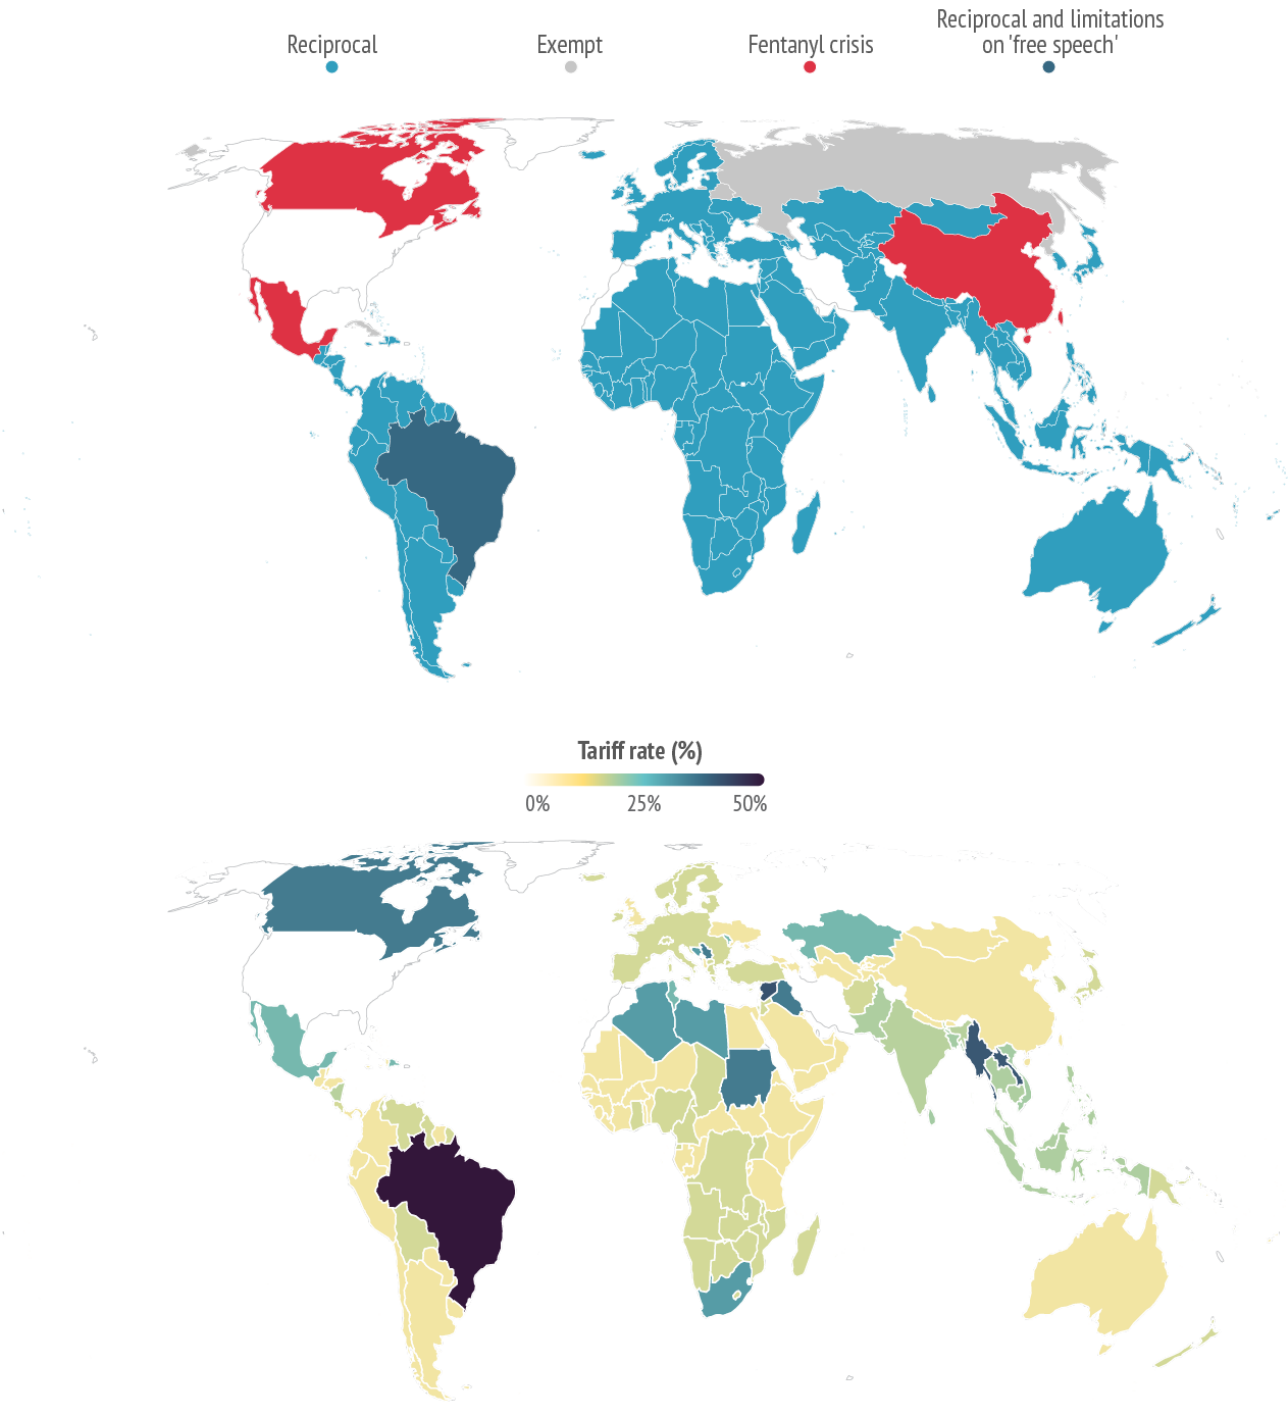 Reciprocal
Exempt
Fentanyl crisis
Reciprocal and limitations
on 'free speech'
Tariff rate (%)
0%
25%
50%